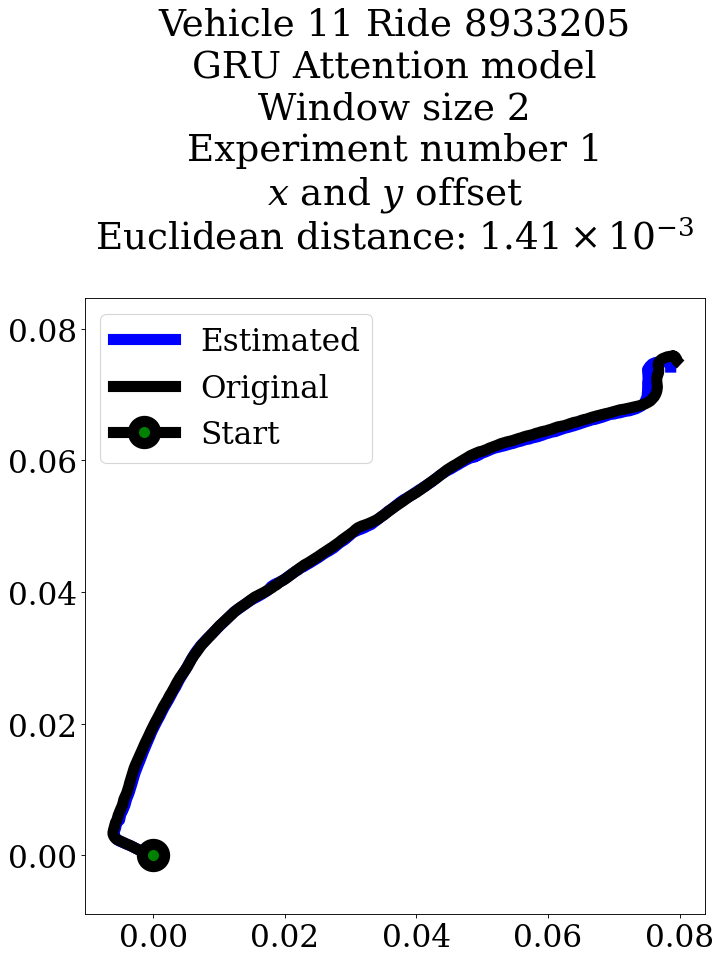 Vehicle 11 Ride 8933205
GRU Attention model
Window size 2
Experiment number 1
x and y offset
Euclidean distance: 1.41 × 10⁻³
Estimated
Original
Start
0.08
0.06
0.04
0.02
0.00
0.00 0.02 0.04 0.06 0.08